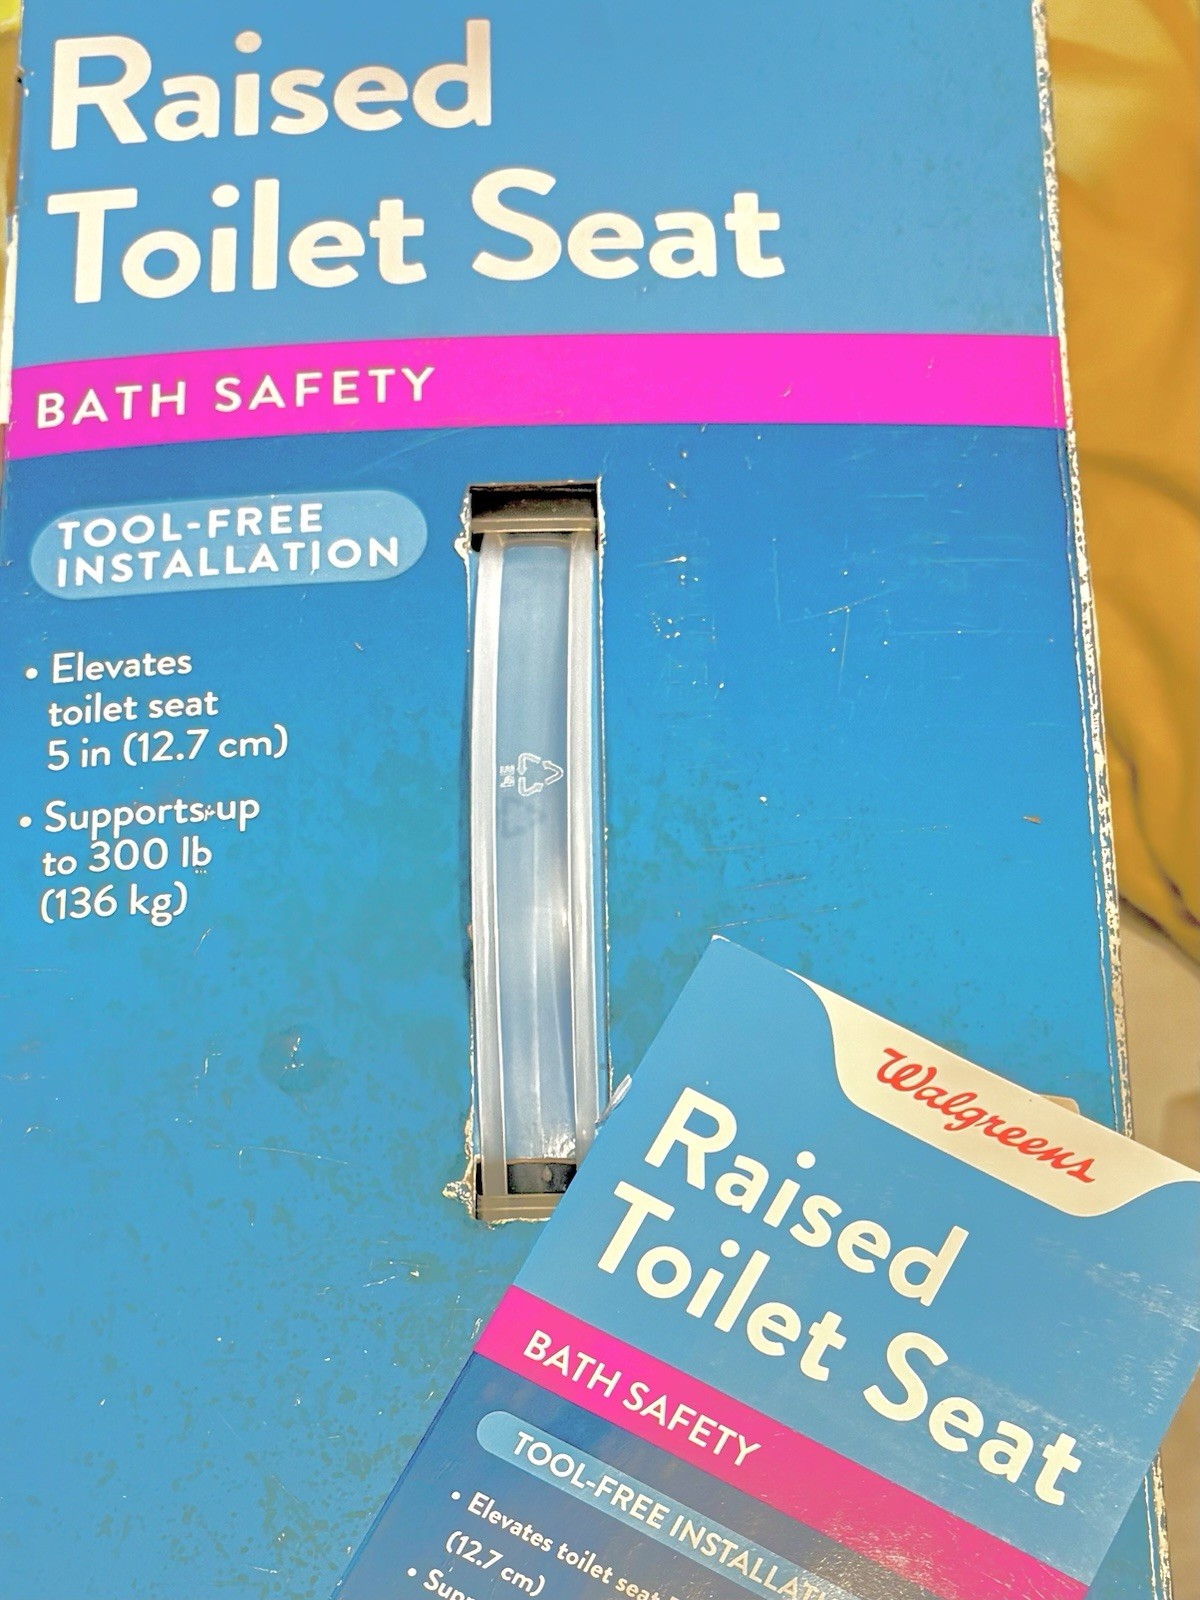 Raised
Toilet Seat
BATH SAFETY
TOOL-FREE
INSTALLATION
• Elevates
toilet seat
5 in (12.7 cm)
• Supports up
to 300 lb
(136 kg)
Walgreens
Raised
Toilet Seat
BATH SAFETY
TOOL-FREE INSTALLATI
• Elevates toilet seat
(12.7 cm)
• Supp